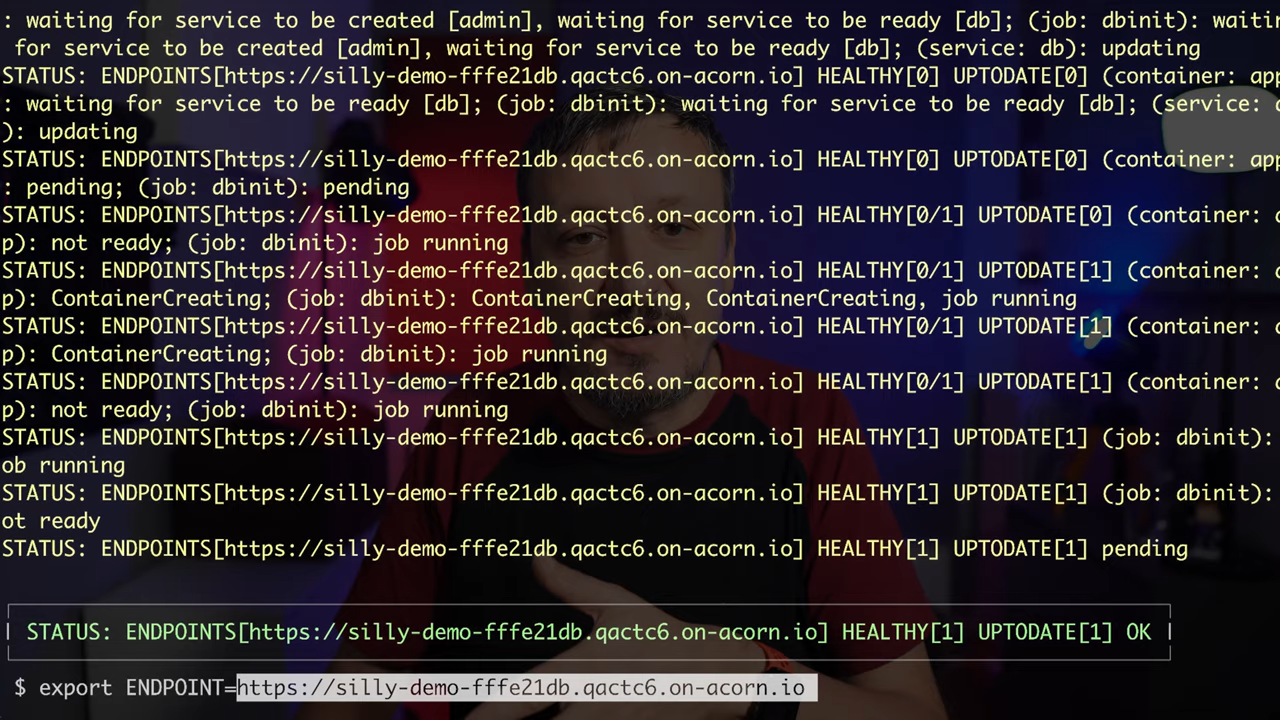 : waiting for service to be created [admin], waiting for service to be ready [db]; (job: dbinit):
for service to be created [admin], waiting for service to be ready [db]; (service: db): updating
STATUS: ENDPOINTS[https://silly-demo-fffe21db.qactc6.on-acorn.io] HEALTHY[0] UPTODATE[0] (container:
: waiting for service to be ready [db]; (job: dbinit): waiting for service to be ready [db]; (service:
): updating
STATUS: ENDPOINTS[https://silly-demo-fffe21db.qactc6.on-acorn.io] HEALTHY[0] UPTODATE[0] (container:
: pending; (job: dbinit): pending
STATUS: ENDPOINTS[https://silly-demo-fffe21db.qactc6.on-acorn.io] HEALTHY[0/1] UPTODATE[0] (container:
p): not ready; (job: dbinit): job running
STATUS: ENDPOINTS[https://silly-demo-fffe21db.qactc6.on-acorn.io] HEALTHY[0/1] UPTODATE[1] (container:
p): ContainerCreating; (job: dbinit): ContainerCreating, ContainerCreating, job running
STATUS: ENDPOINTS[https://silly-demo-fffe21db.qactc6.on-acorn.io] HEALTHY[0/1] UPTODATE[1] (container:
p): ContainerCreating; (job: dbinit): job running
STATUS: ENDPOINTS[https://silly-demo-fffe21db.qactc6.on-acorn.io] HEALTHY[0/1] UPTODATE[1] (container:
p): not ready; (job: dbinit): job running
STATUS: ENDPOINTS[https://silly-demo-fffe21db.qactc6.on-acorn.io] HEALTHY[1] UPTODATE[1] (job: dbinit):
ob running
STATUS: ENDPOINTS[https://silly-demo-fffe21db.qactc6.on-acorn.io] HEALTHY[1] UPTODATE[1] (job: dbinit):
ot ready
STATUS: ENDPOINTS[https://silly-demo-fffe21db.qactc6.on-acorn.io] HEALTHY[1] UPTODATE[1] pending
STATUS: ENDPOINTS[https://silly-demo-fffe21db.qactc6.on-acorn.io] HEALTHY[1] UPTODATE[1] OK
$ export ENDPOINT=https://silly-demo-fffe21db.qactc6.on-acorn.io